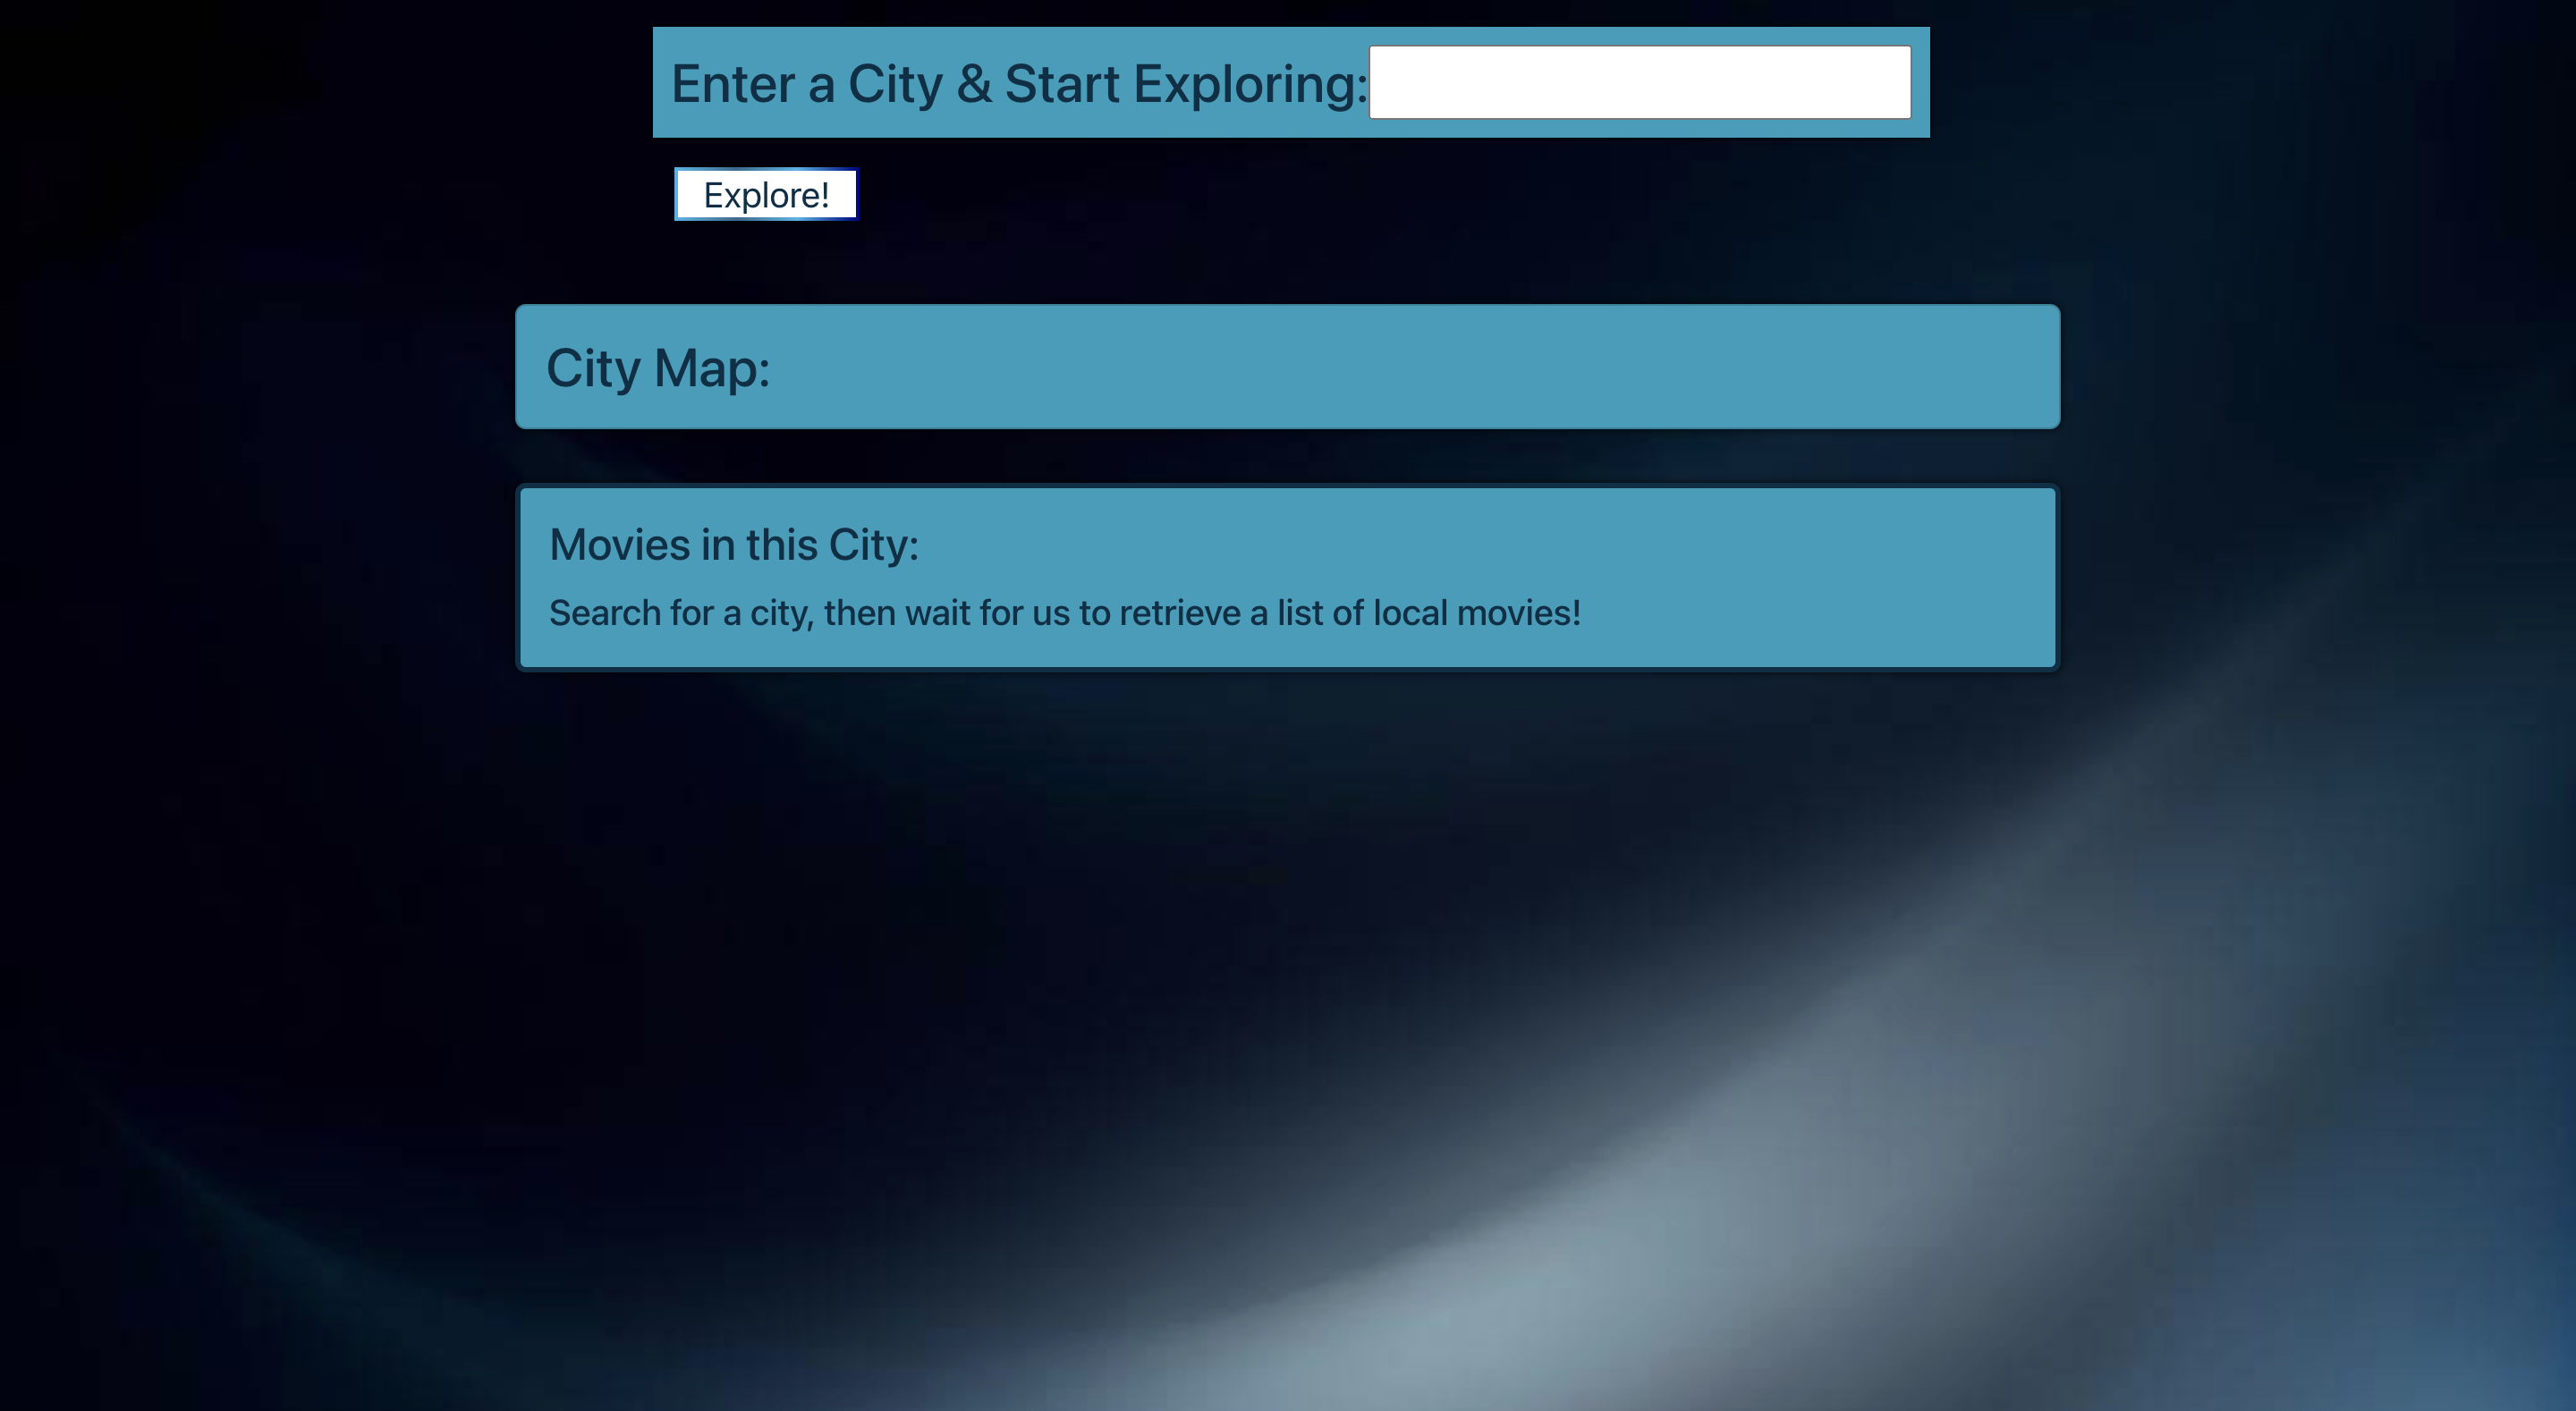 Enter a City & Start Exploring:
Explore!
City Map:
Movies in this City:
Search for a city, then wait for us to retrieve a list of local movies!